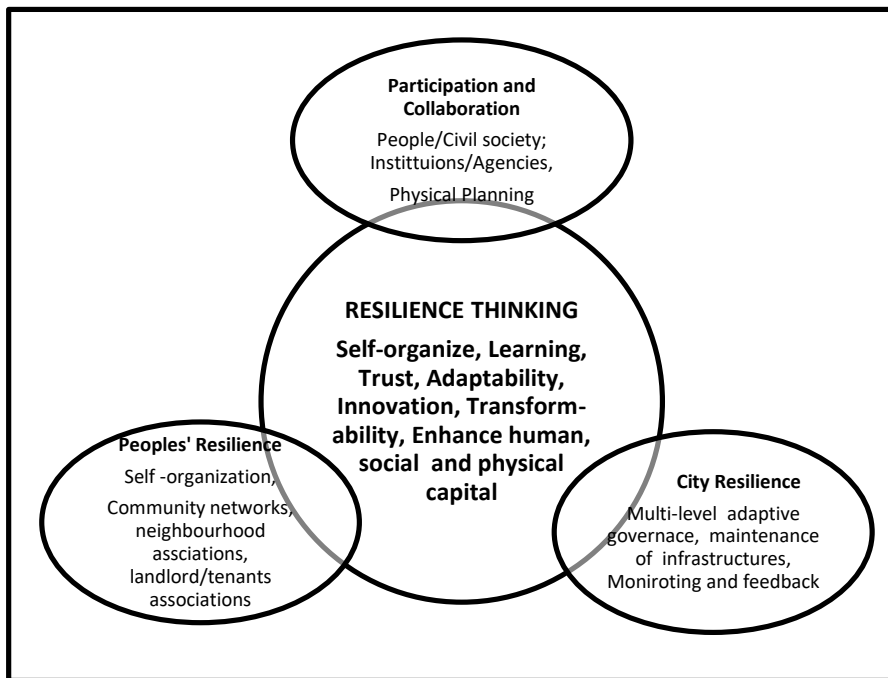 Participation and
Collaboration
People/Civil society;
Instittuions/Agencies,
Physical Planning
RESILIENCE THINKING
Self-organize, Learning,
Trust, Adaptability,
Innovation, Transform-
ability, Enhance human,
social and physical
capital
Peoples' Resilience
Self -organization,
Community networks,
neighbourhood
assciations,
landlord/tenants
associations
City Resilience
Multi-level adaptive
governace, maintenance
of infrastructures,
Moniroting and feedback